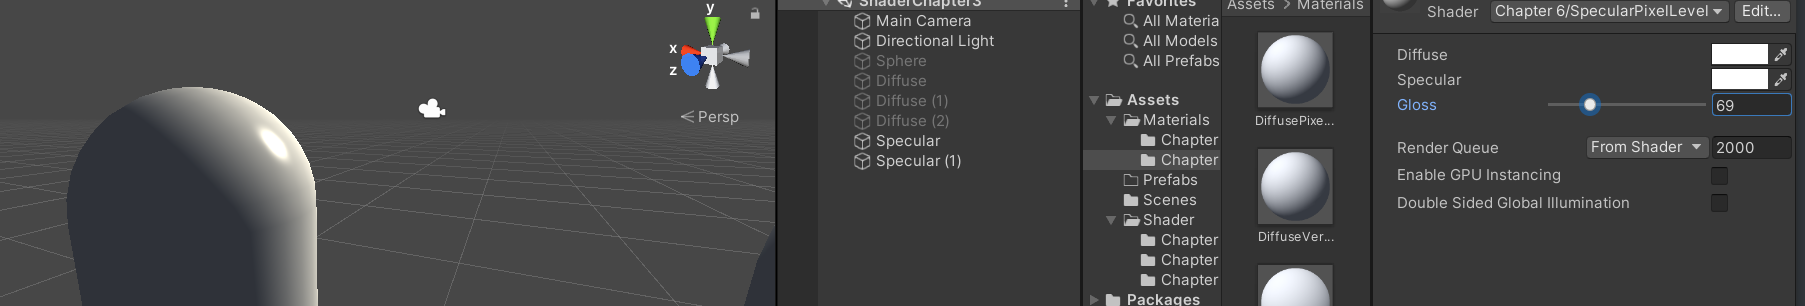 y
x
z
Persp
ShaderChapter3
Main Camera
Directional Light
Sphere
Diffuse
Diffuse (1)
Diffuse (2)
Specular
Specular (1)
Favorites
All Materia
All Models
All Prefabs
Assets
Materials
Chapter
Chapter
Prefabs
Scenes
Shader
Chapter
Chapter
Chapter
Packages
Assets > Materials
DiffusePixe...
DiffuseVer...
Shader Chapter 6/SpecularPixelLevel Edit...
Diffuse
Specular
Gloss 69
Render Queue From Shader 2000
Enable GPU Instancing
Double Sided Global Illumination